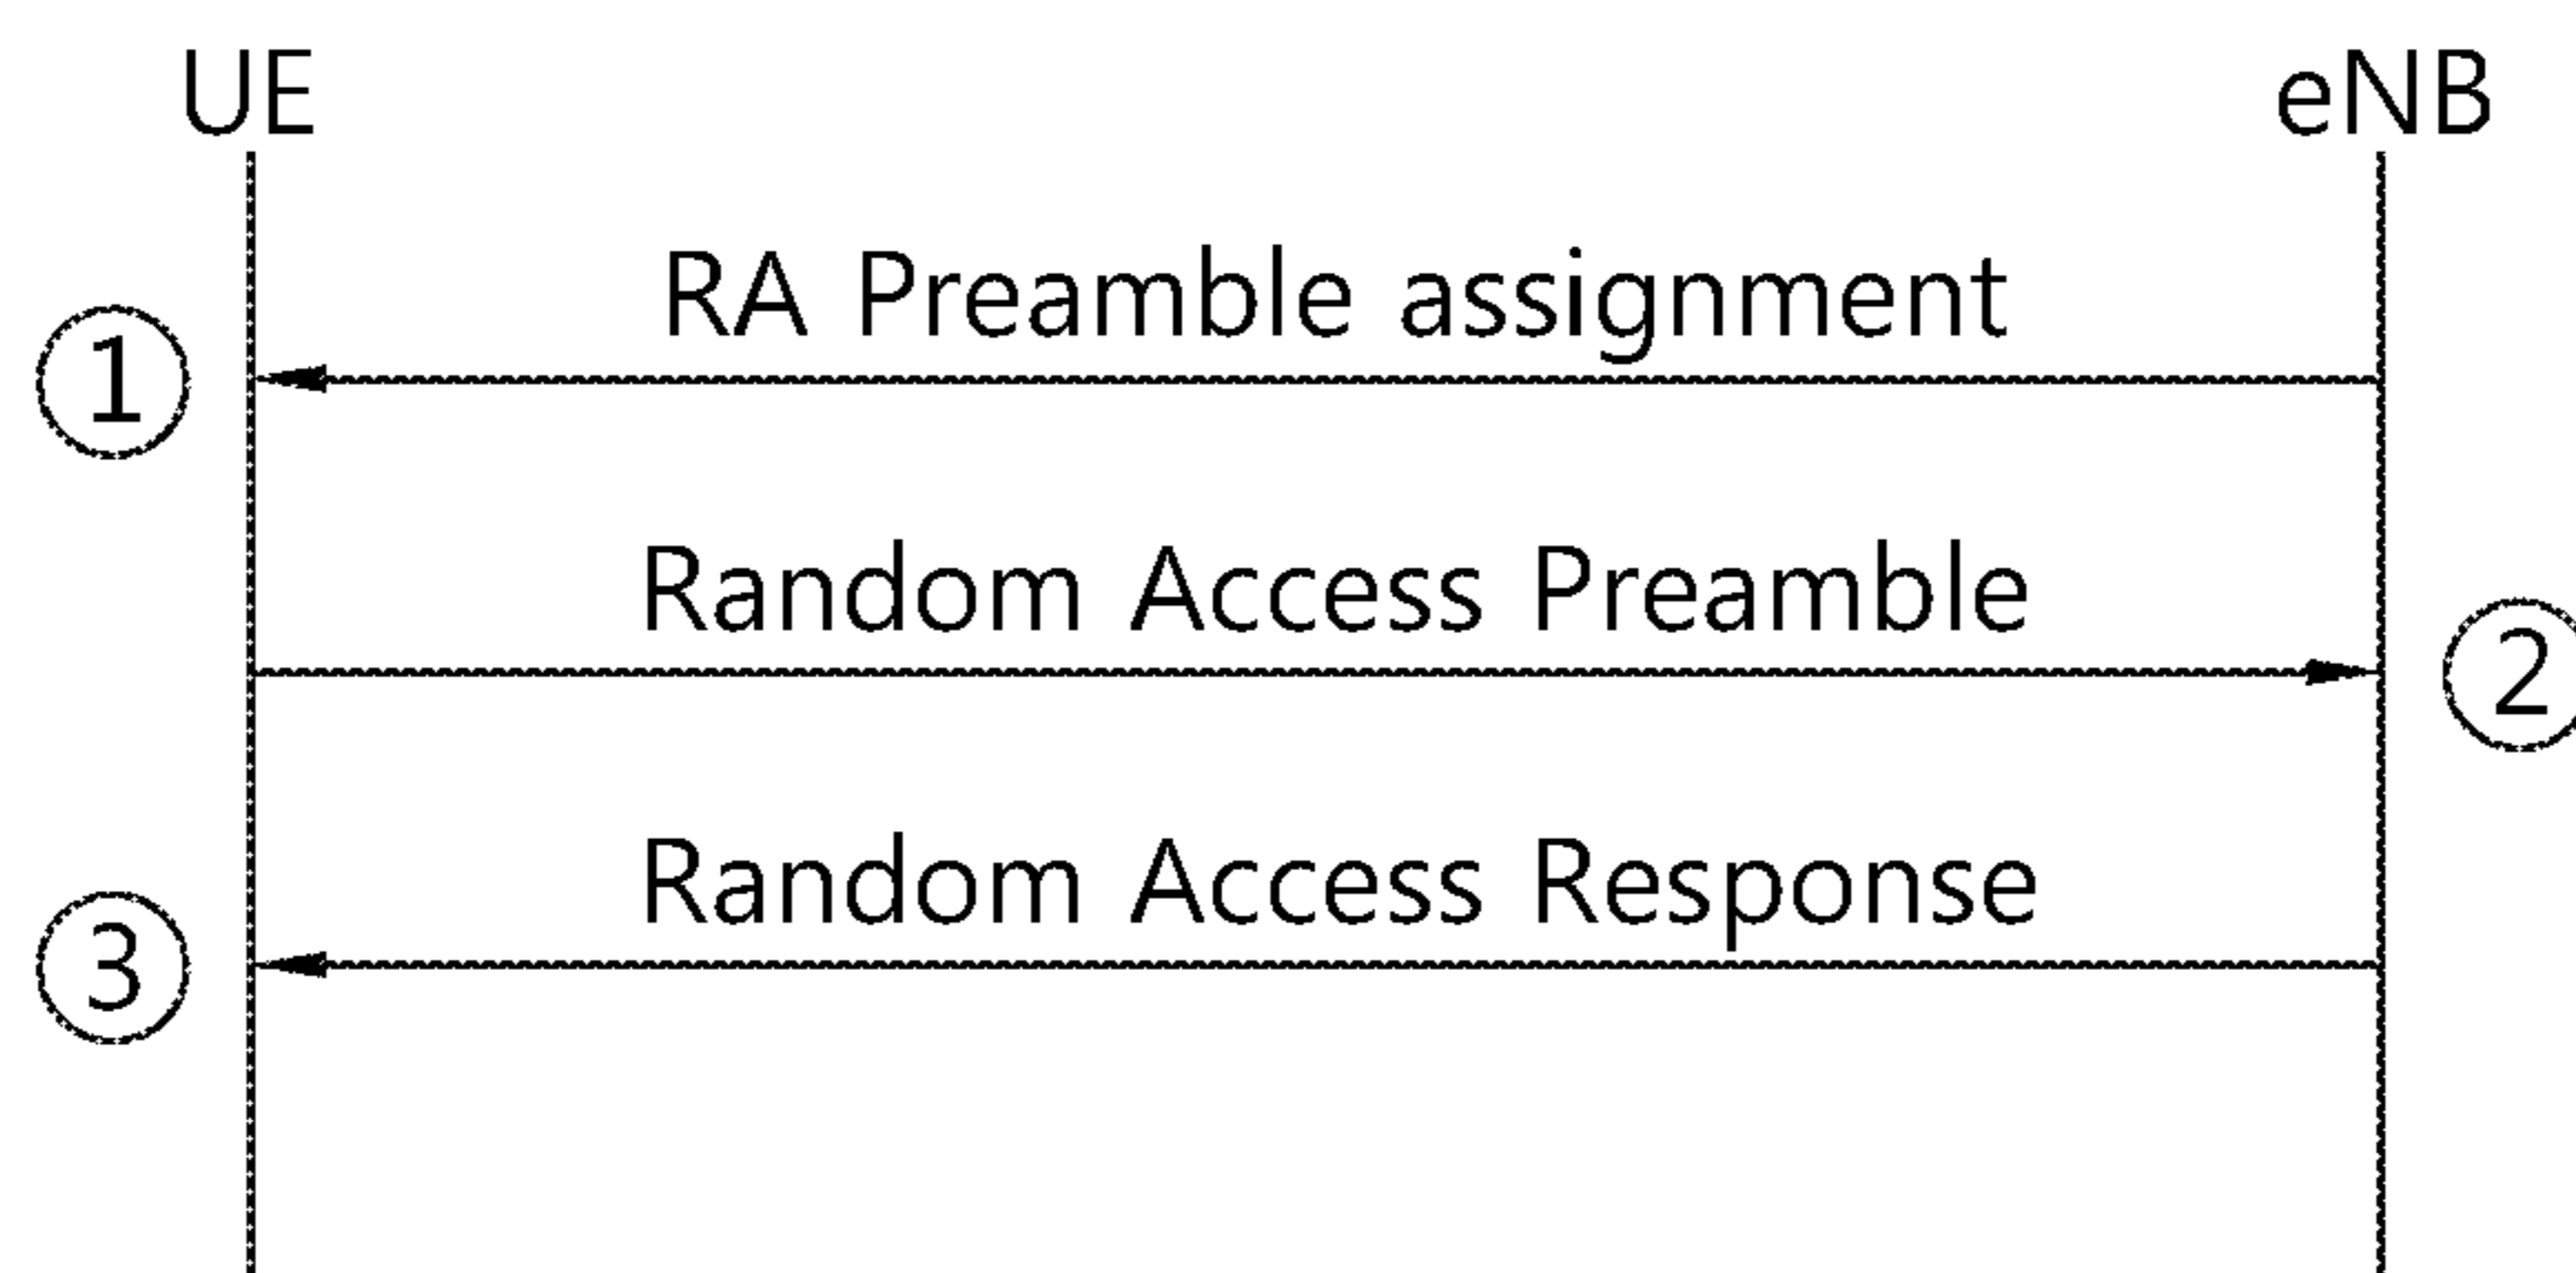 UE eNB
RA Preamble assignment
①
Random Access Preamble
②
Random Access Response
③